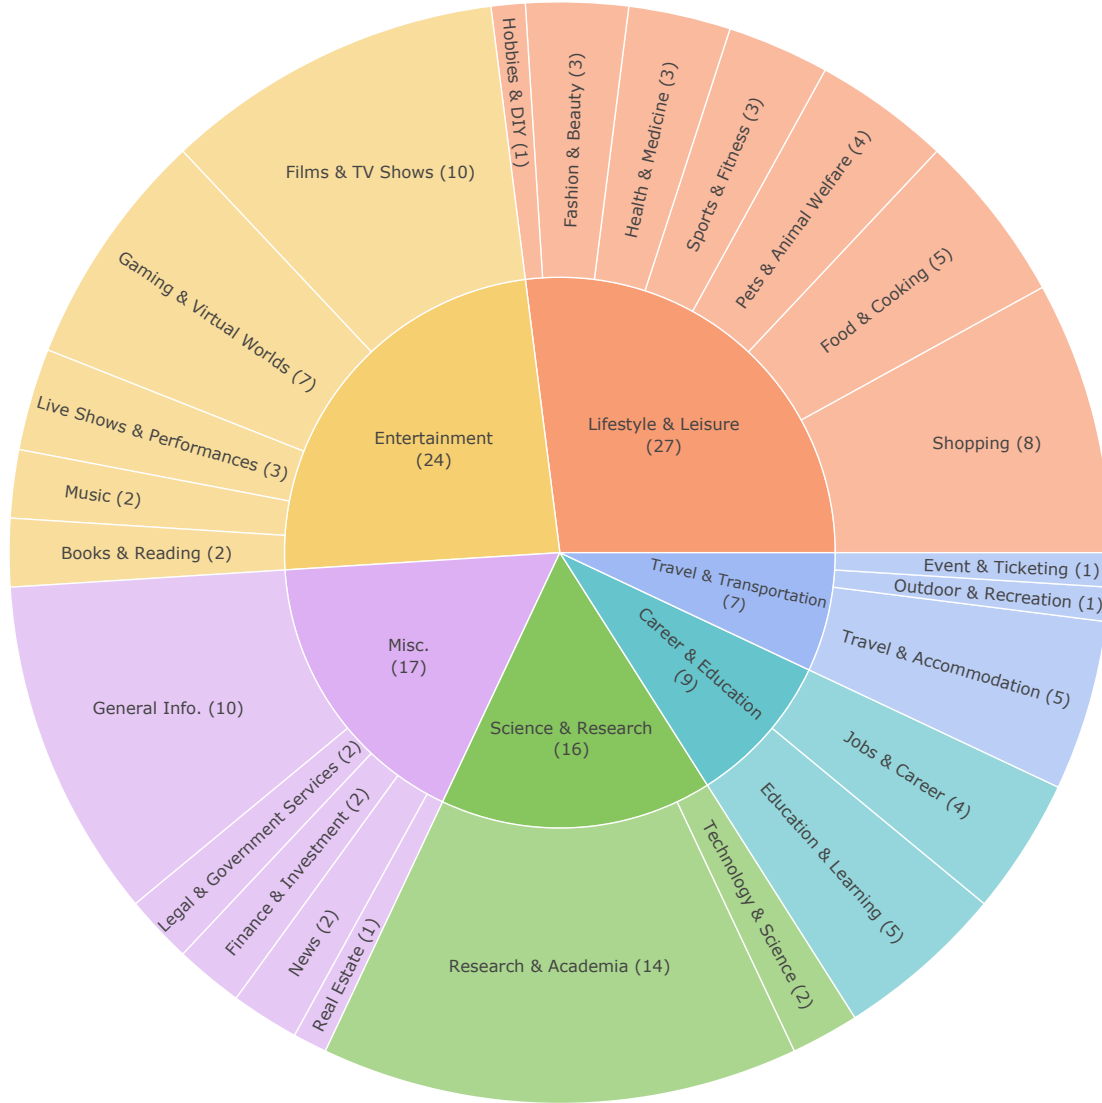 Hobbies & DIY (1)
Fashion & Beauty (3)
Health & Medicine (3)
Sports & Fitness (3)
Pets & Animal Welfare (4)
Food & Cooking (5)
Shopping (8)
Lifestyle & Leisure
(27)
Films & TV Shows (10)
Gaming & Virtual Worlds (7)
Live Shows & Performances (3)
Music (2)
Books & Reading (2)
Entertainment
(24)
Event & Ticketing (1)
Outdoor & Recreation (1)
Travel & Accommodation (5)
Travel & Transportation
(7)
Career & Education
(9)
Jobs & Career (4)
Education & Learning (5)
Misc.
(17)
General Info. (10)
Legal & Government Services (2)
Finance & Investment (2)
News (2)
Real Estate (1)
Science & Research
(16)
Research & Academia (14)
Technology & Science (2)